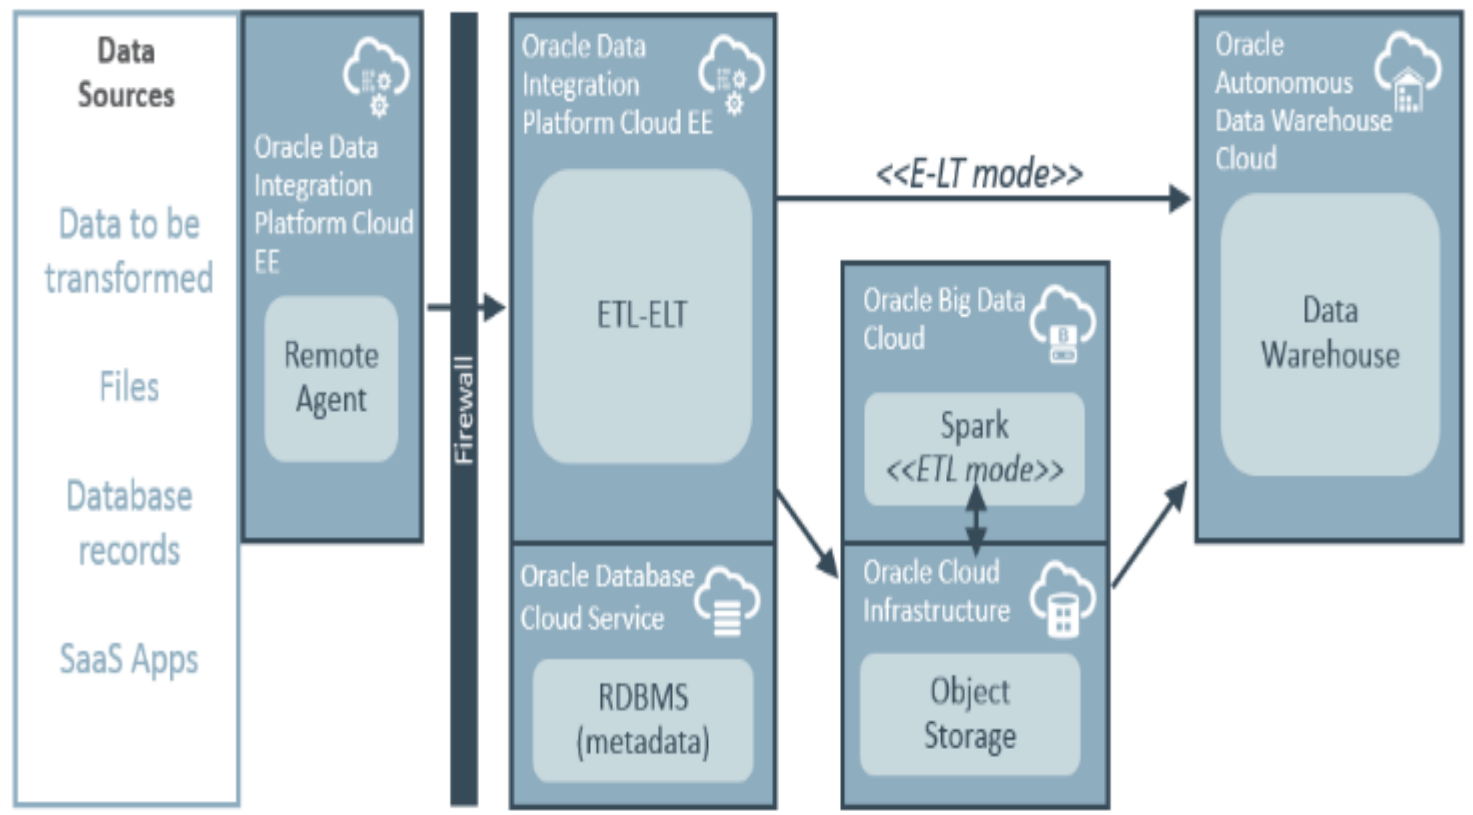 Data
Sources
Data to be
transformed
Files
Database
records
SaaS Apps
Oracle Data
Integration
Platform Cloud
EE
Remote
Agent
Firewall
Oracle Data
Integration
Platform Cloud EE
ETL-ELT
Oracle Database
Cloud Service
RDBMS
(metadata)
<<E-LT mode>>
Oracle Big Data
Cloud
B
Spark
<<ETL mode>>
Oracle Cloud
Infrastructure
Object
Storage
Oracle
Autonomous
Data Warehouse
Cloud
Data
Warehouse